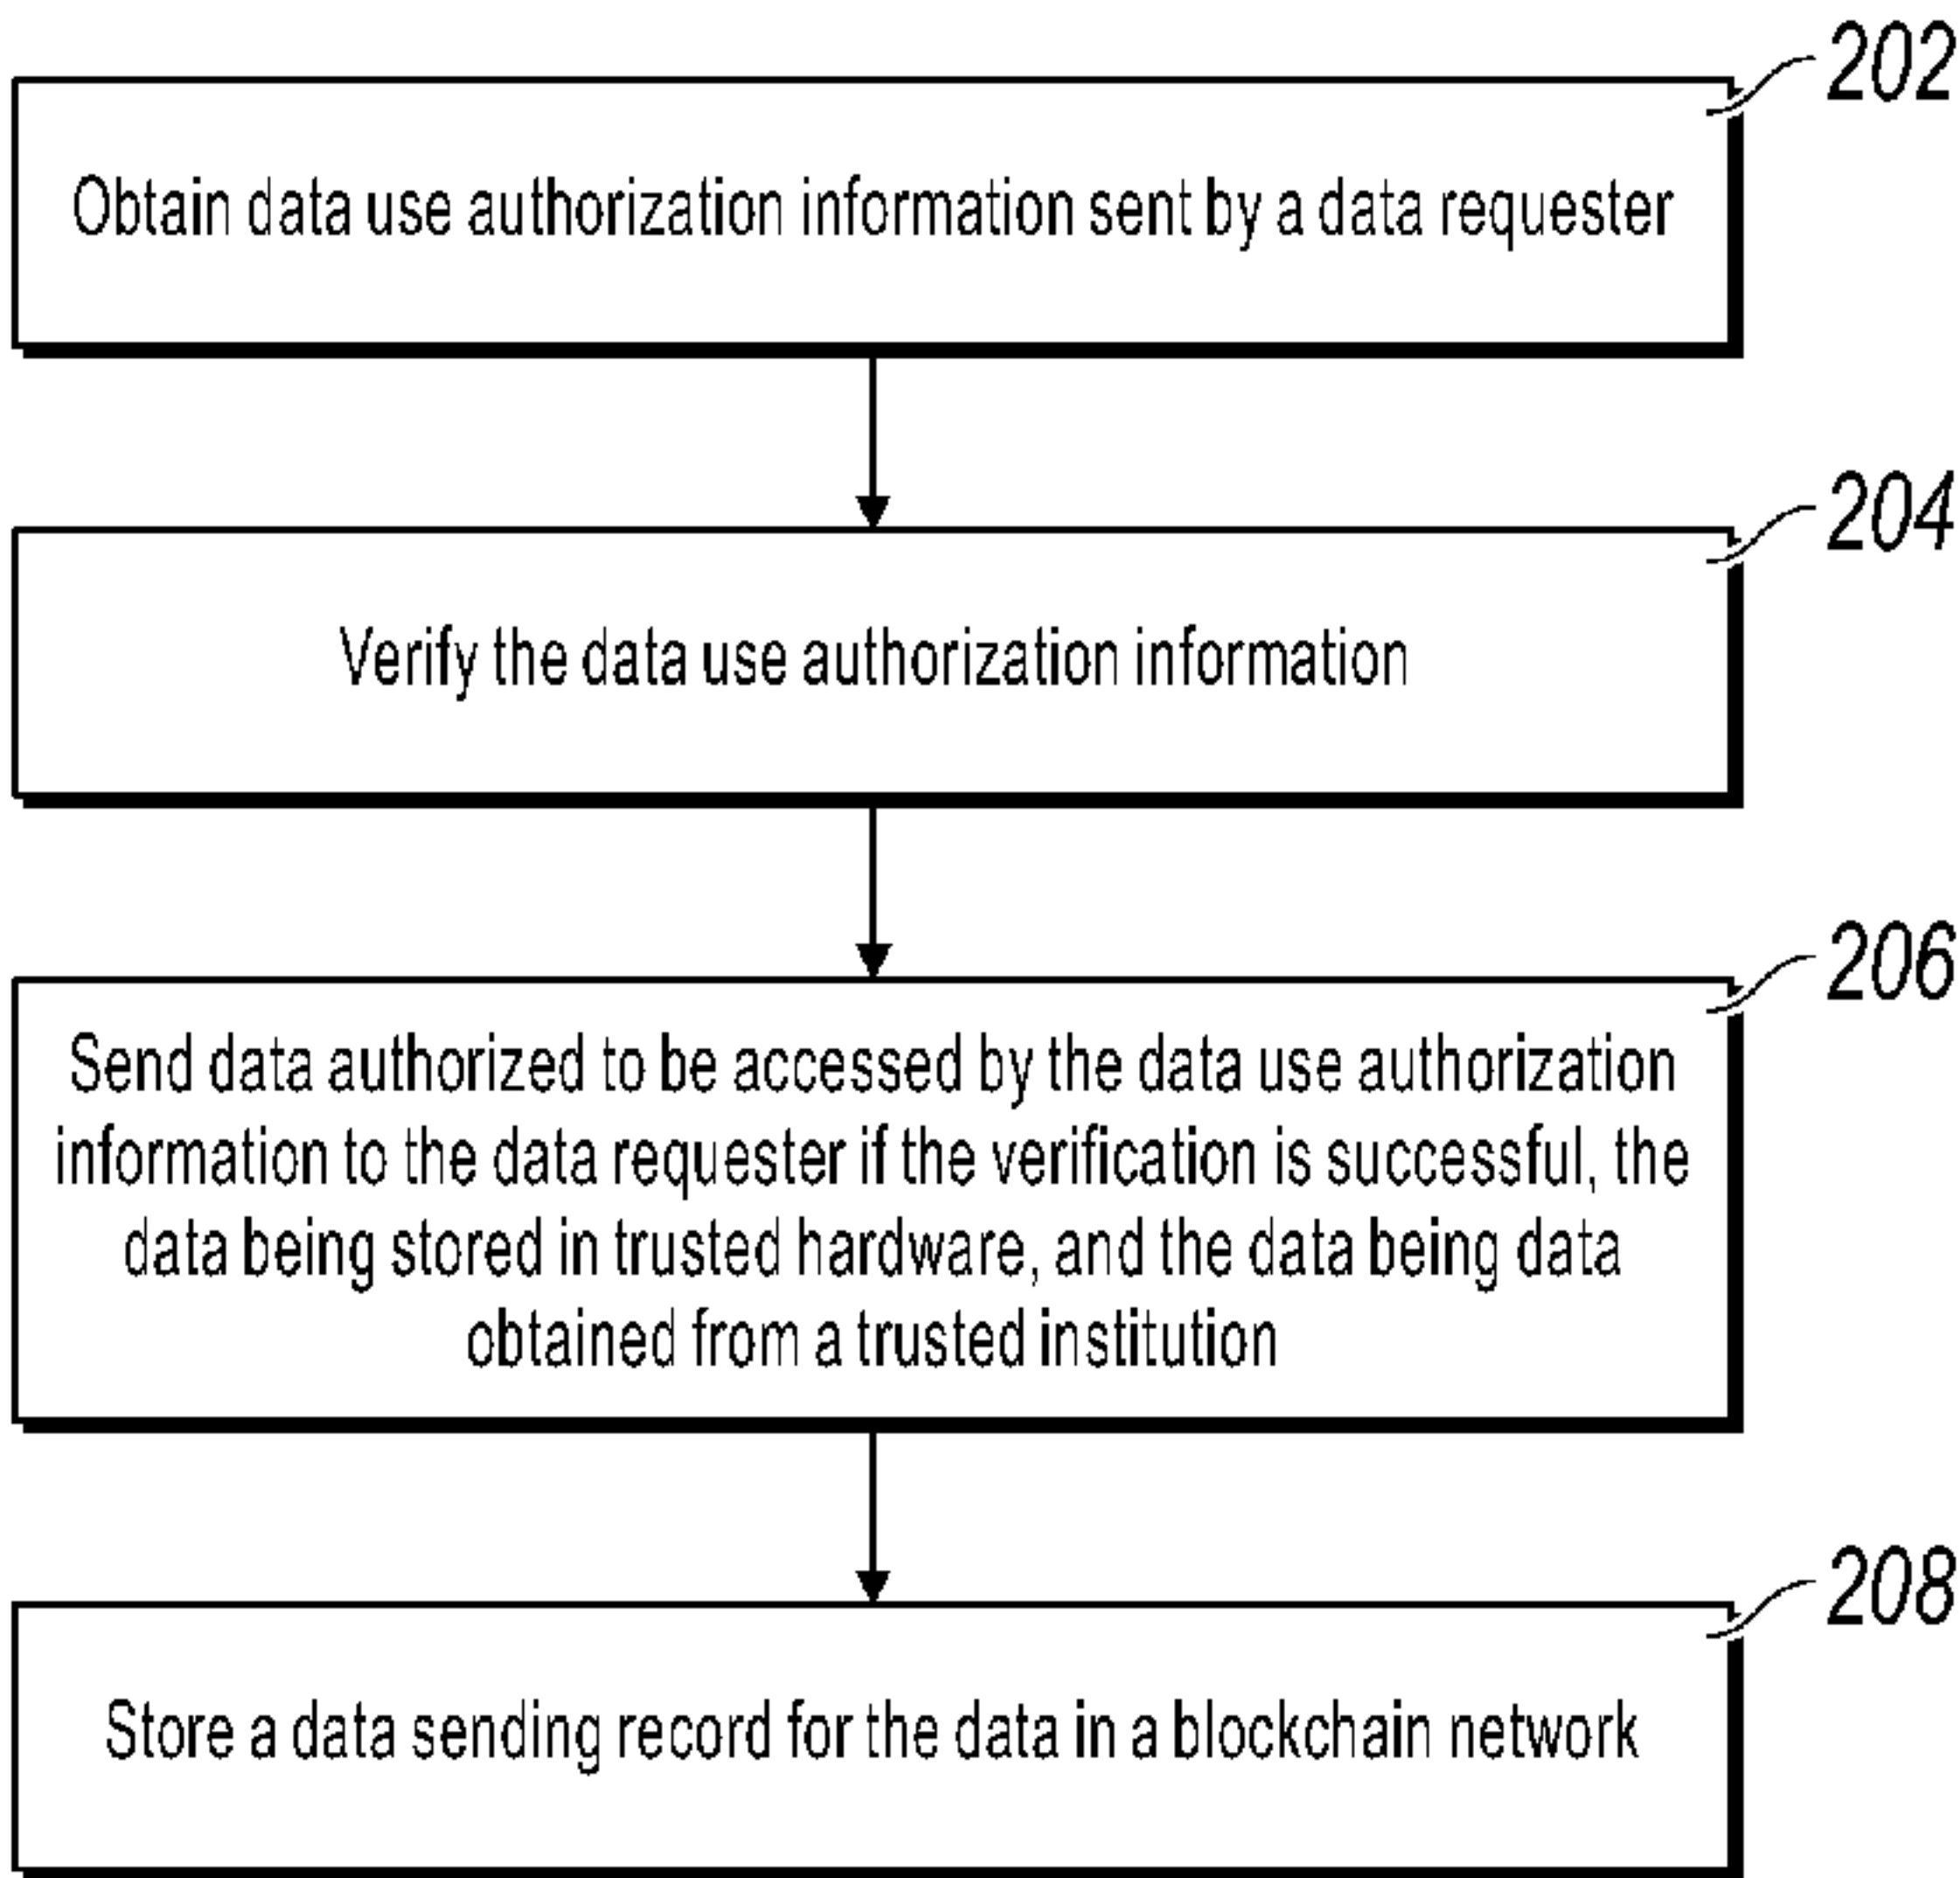 202
Obtain data use authorization information sent by a data requester
204
Verify the data use authorization information
206
Send data authorized to be accessed by the data use authorization
information to the data requester if the verification is successful, the
data being stored in trusted hardware, and the data being data
obtained from a trusted institution
208
Store a data sending record for the data in a blockchain network